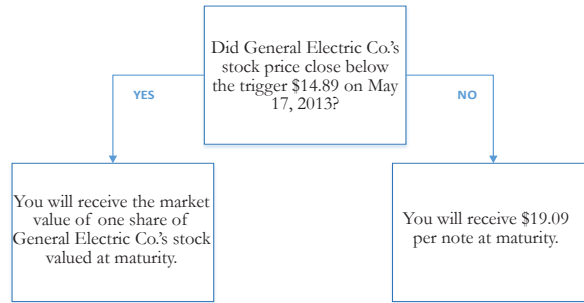 Did General Electric Co.'s
stock price close below
the trigger $14.89 on May
17, 2013?
YES
NO
You will receive the market
value of one share of
General Electric Co.'s stock
valued at maturity.
You will receive $19.09
per note at maturity.